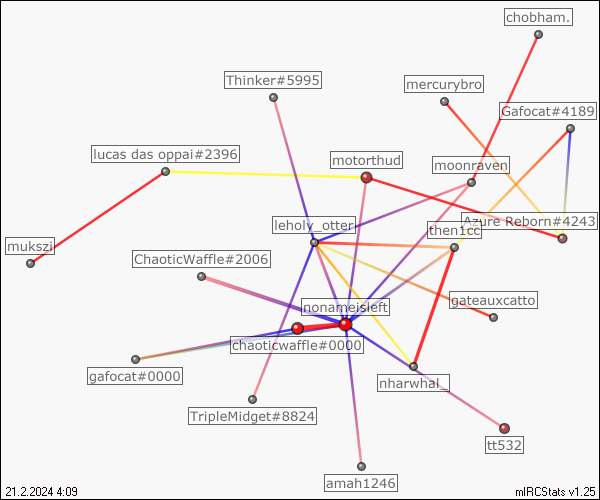 chobham.
Thinker#5995
mercurybro
Gafocat#4189
lucas das oppai#2396
motorthud
moonraven
leholy_otter
then1cc
Azure Reborn#4243
mukszi
ChaoticWaffle#2006
nonameisleft
gateauxcatto
chaoticwaffle#0000
gafocat#0000
nharwhal_
TripleMidget#8824
tt532
amah1246
21.2.2024 4:09
mIRCStats v1.25